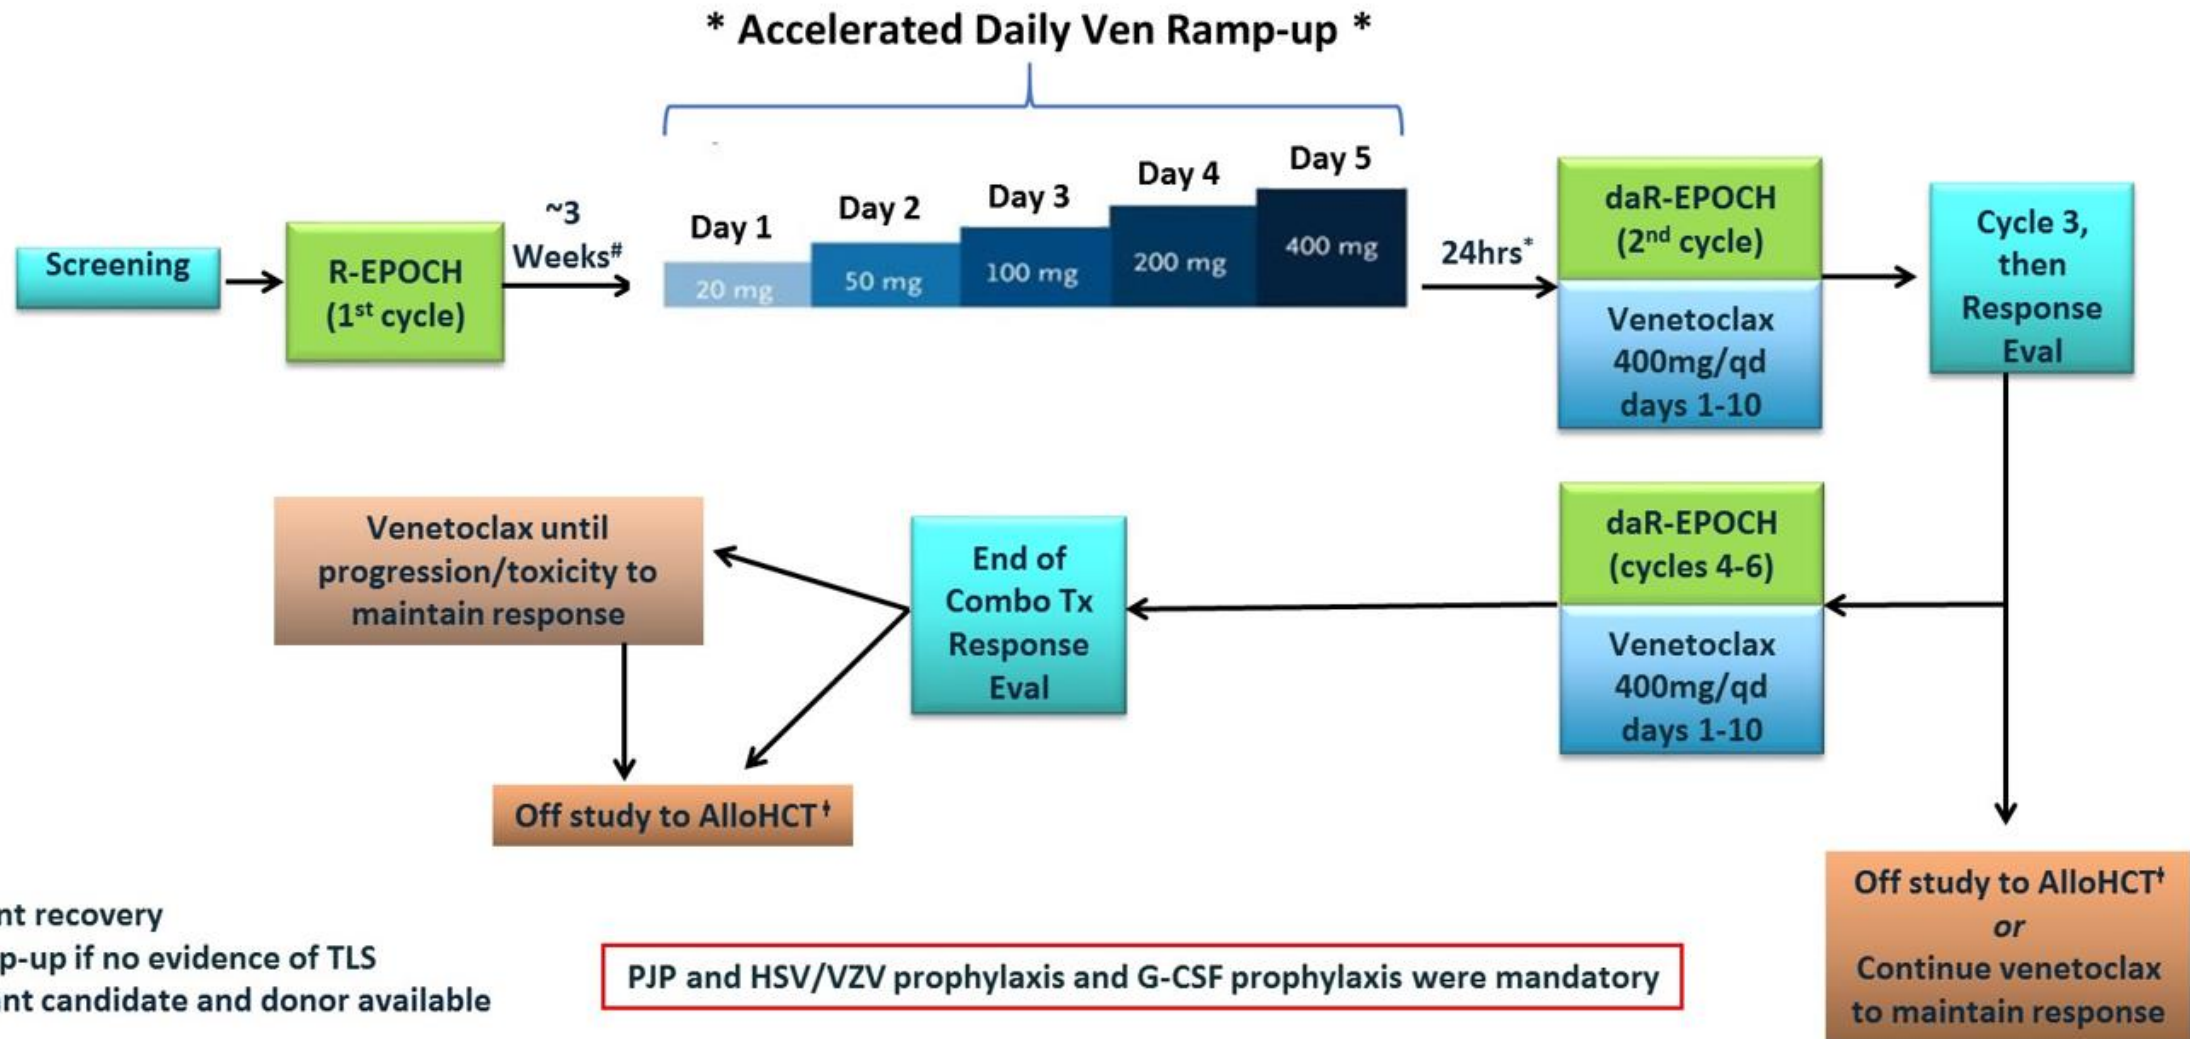 * Accelerated Daily Ven Ramp-up *
Screening
R-EPOCH
(1st cycle)
~3
Weeks#
Day 1
20 mg
Day 2
50 mg
Day 3
100 mg
Day 4
200 mg
Day 5
400 mg
24hrs*
daR-EPOCH
(2nd cycle)
Venetoclax
400mg/qd
days 1-10
Cycle 3,
then
Response
Eval
Venetoclax until
progression/toxicity to
maintain response
End of
Combo Tx
Response
Eval
daR-EPOCH
(cycles 4-6)
Venetoclax
400mg/qd
days 1-10
Off study to AlloHCTǂ
Off study to AlloHCTǂ
or
Continue venetoclax
to maintain response
recovery
if no evidence of TLS
candidate and donor available
PJP and HSV/VZV prophylaxis and G-CSF prophylaxis were mandatory